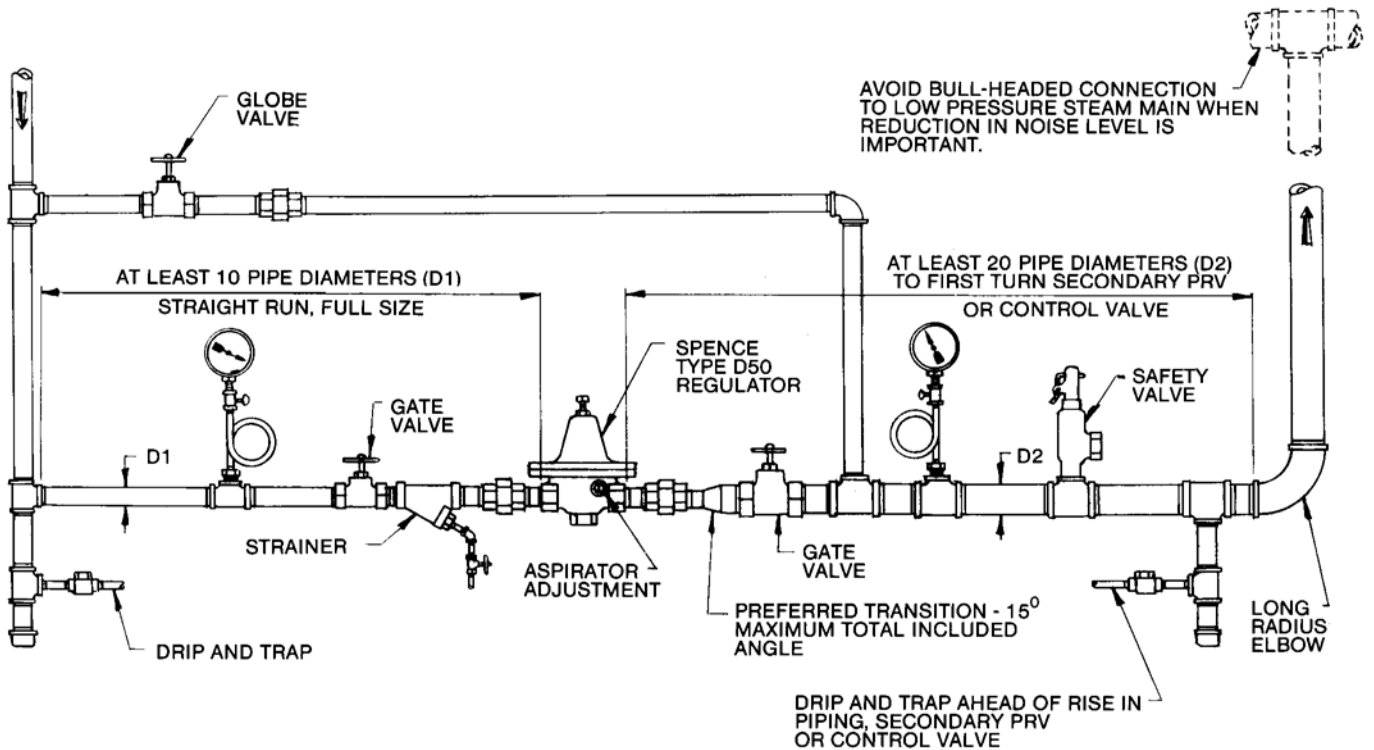 AVOID BULL-HEADED CONNECTION
TO LOW PRESSURE STEAM MAIN WHEN
REDUCTION IN NOISE LEVEL IS
IMPORTANT.
GLOBE
VALVE
AT LEAST 10 PIPE DIAMETERS (D1)
STRAIGHT RUN, FULL SIZE
AT LEAST 20 PIPE DIAMETERS (D2)
TO FIRST TURN SECONDARY PRV
OR CONTROL VALVE
SPENCE
TYPE D50
REGULATOR
SAFETY
VALVE
GATE
VALVE
D1
D2
STRAINER
ASPIRATOR
ADJUSTMENT
GATE
VALVE
PREFERRED TRANSITION - 15⁰
MAXIMUM TOTAL INCLUDED
ANGLE
LONG
RADIUS
ELBOW
DRIP AND TRAP
DRIP AND TRAP AHEAD OF RISE IN
PIPING, SECONDARY PRV
OR CONTROL VALVE